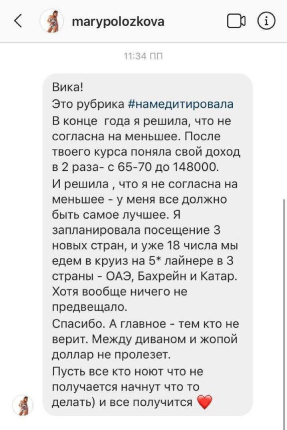 marypolozkova
11:34 ПП
Вика!
Это рубрика #намедитировала
В конце года я решила, что не
согласна на меньшее. После
твоего курса поняла свой доход
в 2 раза- с 65-70 до 148000.
И решила , что я не согласна на
меньшее - у меня все должно
быть самое лучшее. Я
запланировала посещение 3
новых стран, и уже 18 числа мы
едем в круиз на 5* лайнере в 3
страны - ОАЭ, Бахрейн и Катар.
Хотя вообще ничего не
предвещало.
Спасибо. А главное - тем кто не
верит. Между диваном и жопой
доллар не пролезет.
Пусть все кто ноют что не
получается начнут что то
делать) и все получится ❤️